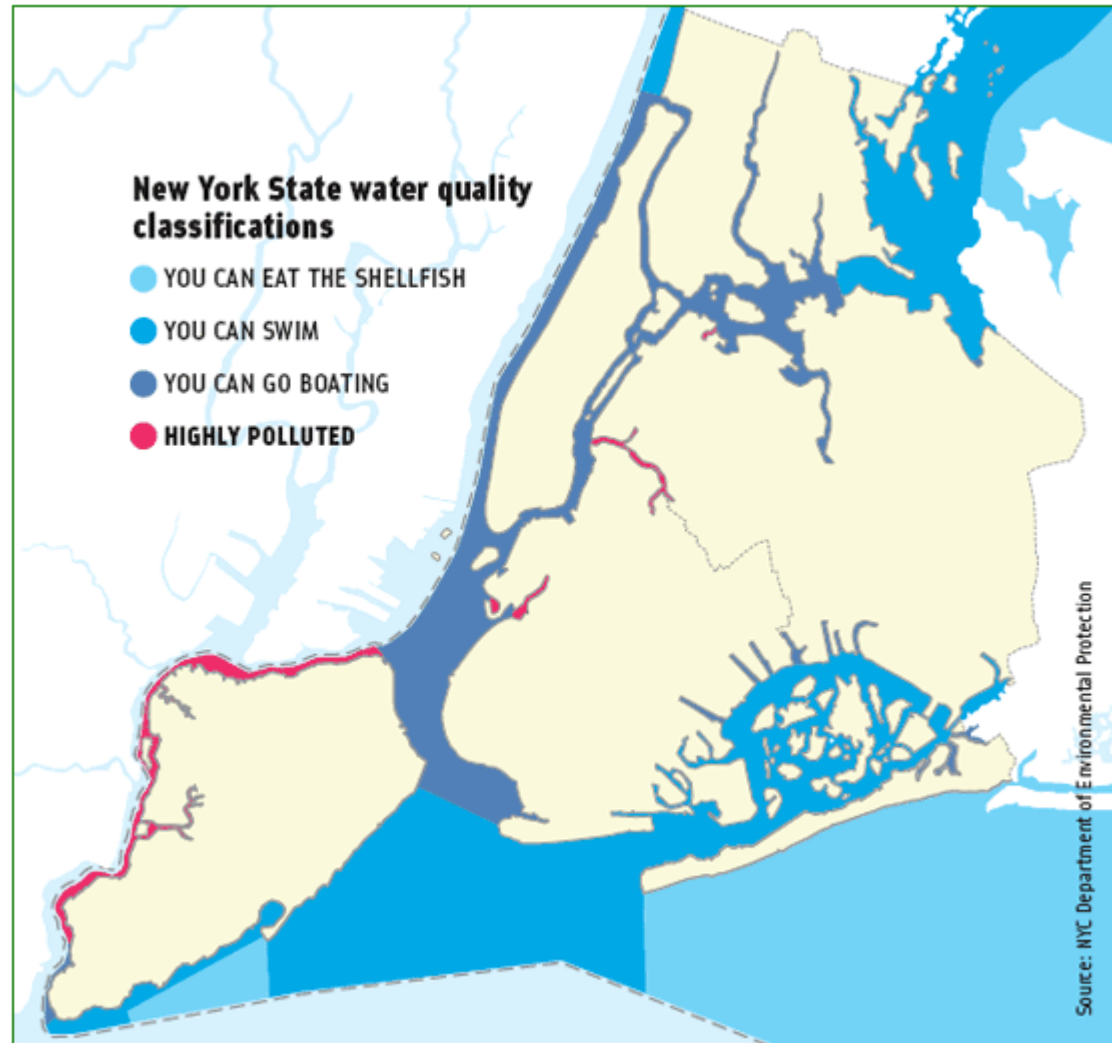 New York State water quality
classifications
YOU CAN EAT THE SHELLFISH
YOU CAN SWIM
YOU CAN GO BOATING
HIGHLY POLLUTED
Source: NYC Department of Environmental Protection